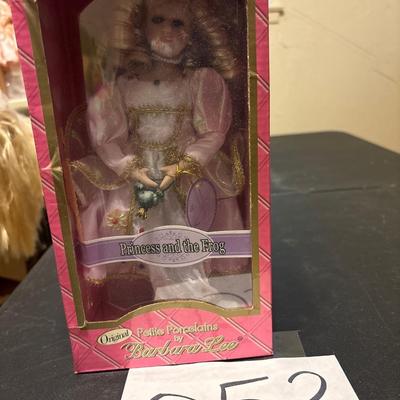 Princess and the Frog
Original
Petite Porcelains
by
Barbara Lee